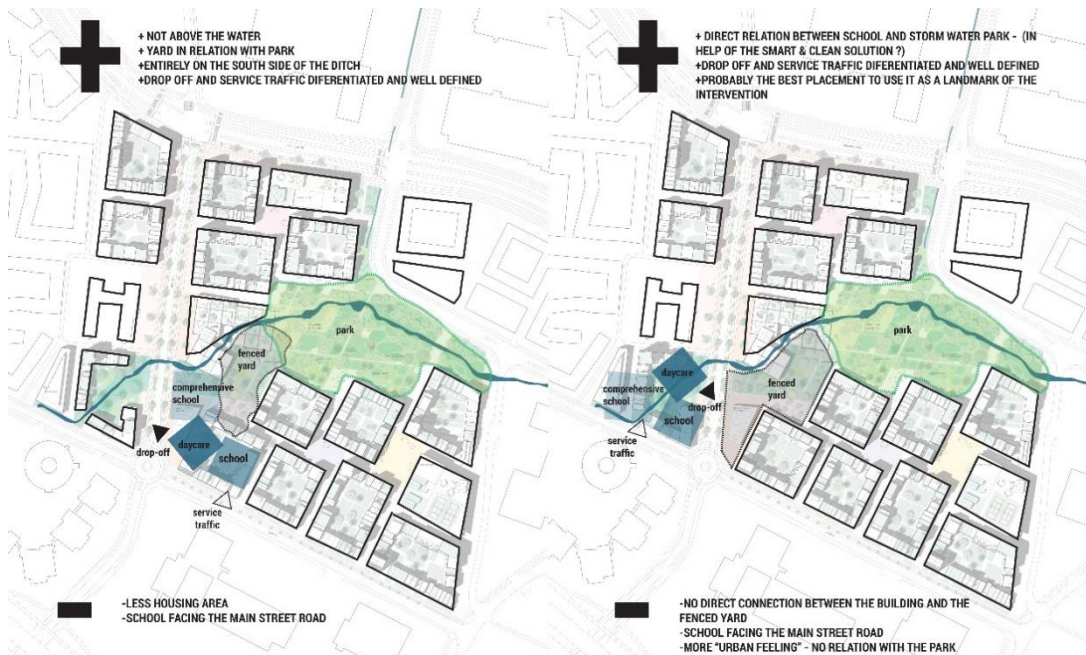 + NOT ABOVE THE WATER
+ YARD IN RELATION WITH PARK
+ENTIRELY ON THE SOUTH SIDE OF THE DITCH
+DROP OFF AND SERVICE TRAFFIC DIFERENTIATED AND WELL DEFINED
park
fenced
yard
comprehensive
school
daycare
school
drop-off
service
traffic
-LESS HOUSING AREA
-SCHOOL FACING THE MAIN STREET ROAD
+ DIRECT RELATION BETWEEN SCHOOL AND STORM WATER PARK - (IN
HELP OF THE SMART & CLEAN SOLUTION ?)
+DROP OFF AND SERVICE TRAFFIC DIFERENTIATED AND WELL DEFINED
+PROBABLY THE BEST PLACEMENT TO USE IT AS A LANDMARK OF THE
INTERVENTION
park
daycare
fenced
yard
comprehensive
school
drop-off
school
service
traffic
-NO DIRECT CONNECTION BETWEEN THE BUILDING AND THE
FENCED YARD
-SCHOOL FACING THE MAIN STREET ROAD
-MORE "URBAN FEELING" - NO RELATION WITH THE PARK